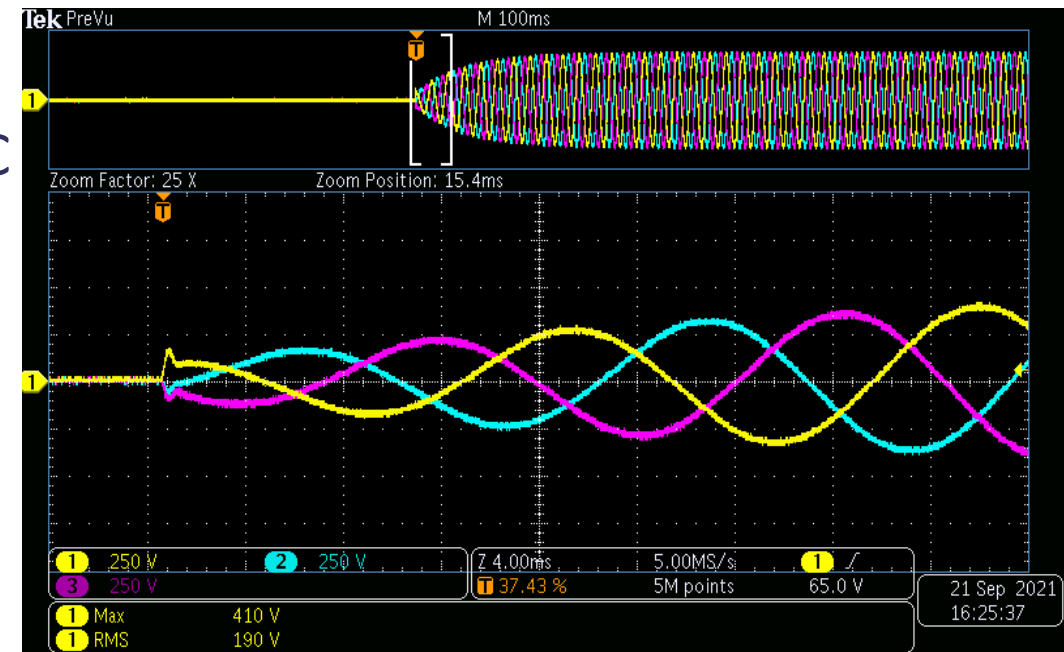 Tek PreVu M 100ms
T
1
C
Zoom Factor: 25 X Zoom Position: 15.4ms
T
1
1 250 V 2 250 V Z 4.00ms 5.00MS/s 1
3 250 V T 37.43 % 5M points 65.0 V
21 Sep 2021
16:25:37
1 Max 410 V
1 RMS 190 V